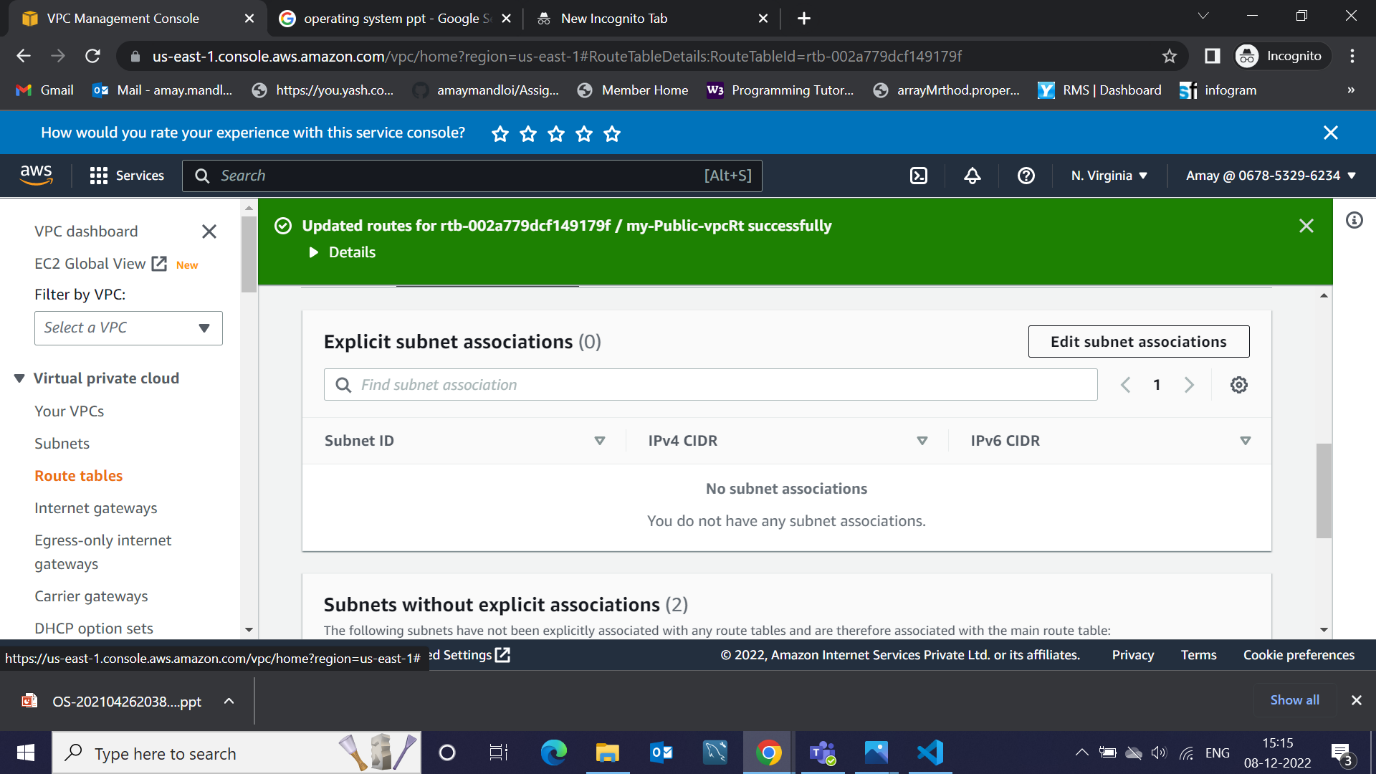 VPC Management Console
operating system ppt - Google Se
New Incognito Tab
us-east-1.console.aws.amazon.com/vpc/home?region=us-east-1#RouteTableDetails:RouteTableId=rtb-002a779dcf149179f
Incognito
Gmail
Mail - amay.mandl...
https://you.yash.co...
amaymandloi/Assig...
Member Home
W3
Programming Tutor...
arrayMrthod.proper...
RMS | Dashboard
infogram
»
How would you rate your experience with this service console?
aws
Services
Search
[Alt+S]
N. Virginia
Amay @ 0678-5329-6234
VPC dashboard
EC2 Global View New
Filter by VPC:
Select a VPC
Virtual private cloud
Your VPCs
Subnets
Route tables
Internet gateways
Egress-only internet
gateways
Carrier gateways
DHCP option sets
Updated routes for rtb-002a779dcf149179f / my-Public-vpcRt successfully
Details
Explicit subnet associations (0)
Edit subnet associations
Find subnet association
1
Subnet ID
IPv4 CIDR
IPv6 CIDR
No subnet associations
You do not have any subnet associations.
Subnets without explicit associations (2)
The following subnets have not been explicitly associated with any route tables and are therefore associated with the main route table:
https://us-east-1.console.aws.amazon.com/vpc/home?region=us-east-1#
ed Settings
© 2022, Amazon Internet Services Private Ltd. or its affiliates.
Privacy
Terms
Cookie preferences
OS-202104262038....ppt
Show all
Type here to search
ENG
15:15
08-12-2022
3